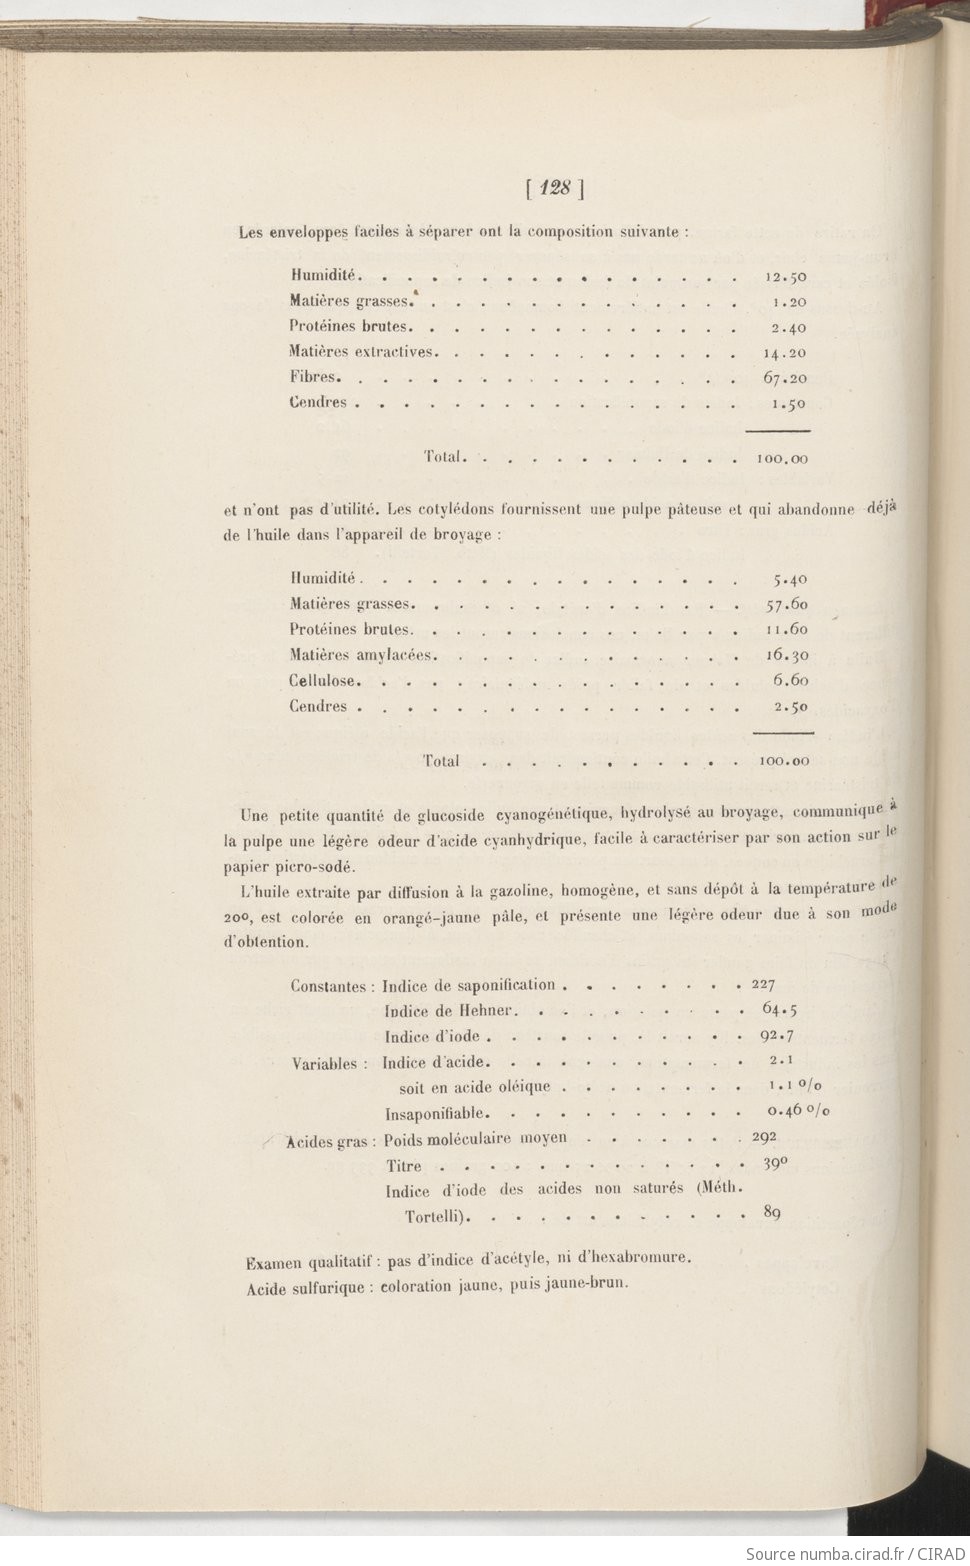 [ 128 ]
Les enveloppes faciles à séparer ont la composition suivante :
Humidité. . . . . . . . . . . . . . . . 12.50
Matières grasses. . . . . . . . . . . . . . 1.20
Protéines brutes. . . . . . . . . . . . . . 2.40
Matières extractives. . . . . . . . . . . . . 14.20
Fibres. . . . . . . . . . . . . . . . . 67.20
Cendres . . . . . . . . . . . . . . . . 1.50
Total. . . . . . . . . . . . 100.00
et n'ont pas d'utilité. Les cotylédons fournissent une pulpe pâteuse et qui abandonne déjà
de l'huile dans l'appareil de broyage :
Humidité . . . . . . . . . . . . . . . . 5.40
Matières grasses. . . . . . . . . . . . . . 57.60
Protéines brutes. . . . . . . . . . . . . . 11.60
Matières amylacées. . . . . . . . . . . . . 16.30
Cellulose. . . . . . . . . . . . . . . . 6.60
Cendres . . . . . . . . . . . . . . . . 2.50
Total . . . . . . . . . . . 100.00
Une petite quantité de glucoside cyanogénétique, hydrolysé au broyage, communique à
la pulpe une légère odeur d'acide cyanhydrique, facile à caractériser par son action sur le
papier picro-sodé.
L'huile extraite par diffusion à la gazoline, homogène, et sans dépôt à la température de
20o, est colorée en orangé-jaune pâle, et présente une légère odeur due à son mode
d'obtention.
Constantes : Indice de saponification . . . . . . . . 227
Indice de Hehner. . . . . . . . . . 64.5
Indice d'iode . . . . . . . . . . . 92.7
Variables : Indice d'acide. . . . . . . . . . . 2.1
soit en acide oléique . . . . . . . . 1.1 o/o
Insaponifiable. . . . . . . . . . . 0.46 o/o
Acides gras : Poids moléculaire moyen . . . . . . . 292
Titre . . . . . . . . . . . . . 39o
Indice d'iode des acides non saturés (Méth.
Tortelli). . . . . . . . . . . . 89
Examen qualitatif : pas d'indice d'acétyle, ni d'hexabromure.
Acide sulfurique : coloration jaune, puis jaune-brun.
Source numba.cirad.fr / CIRAD